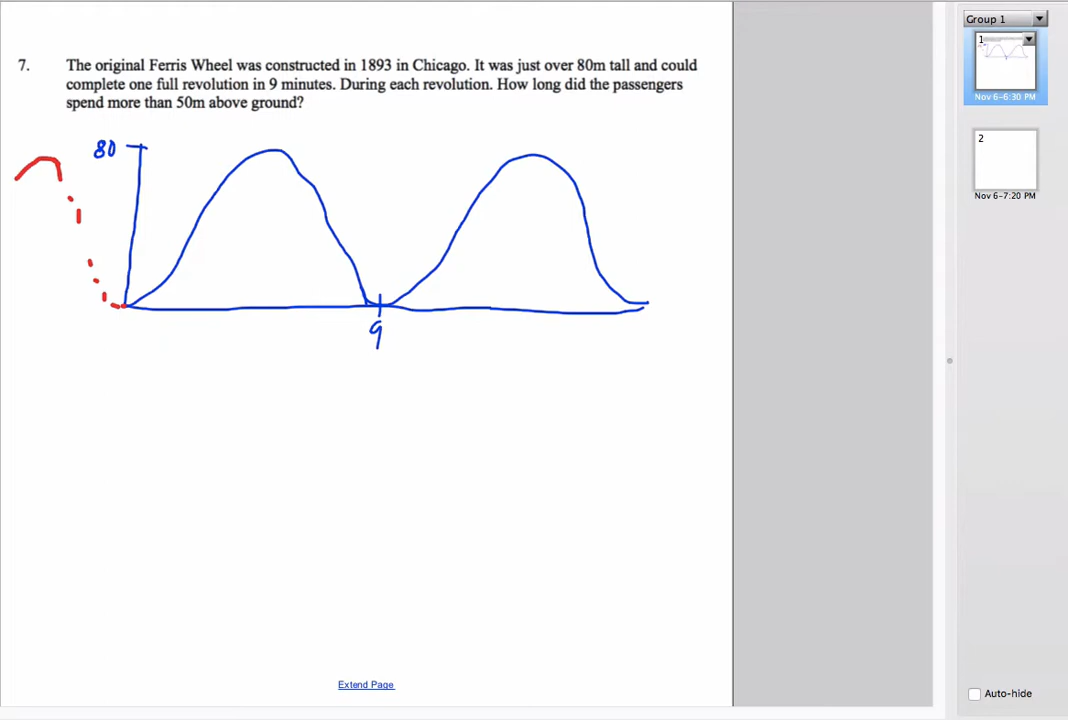 7. The original Ferris Wheel was constructed in 1893 in Chicago. It was just over 80m tall and could
complete one full revolution in 9 minutes. During each revolution. How long did the passengers
spend more than 50m above ground?
80
9
Extend Page
Group 1
1
Nov 6-6:30 PM
2
Nov 6-7:20 PM
Auto-hide